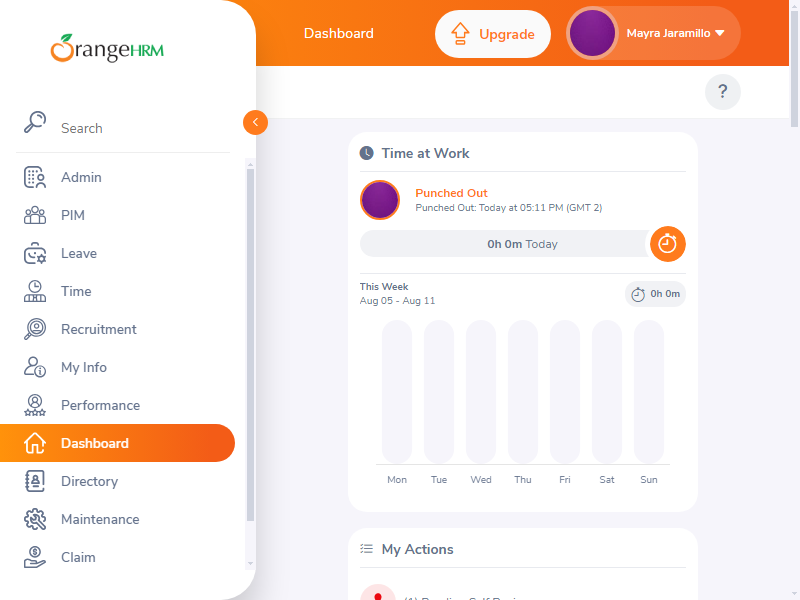 OrangeHRM
Dashboard
Upgrade
Mayra Jaramillo
?
Search
Admin
PIM
Leave
Time
Recruitment
My Info
Performance
Dashboard
Directory
Maintenance
Claim
Time at Work
Punched Out
Punched Out: Today at 05:11 PM (GMT 2)
0h 0m Today
This Week
Aug 05 - Aug 11
0h 0m
Mon Tue Wed Thu Fri Sat Sun
My Actions